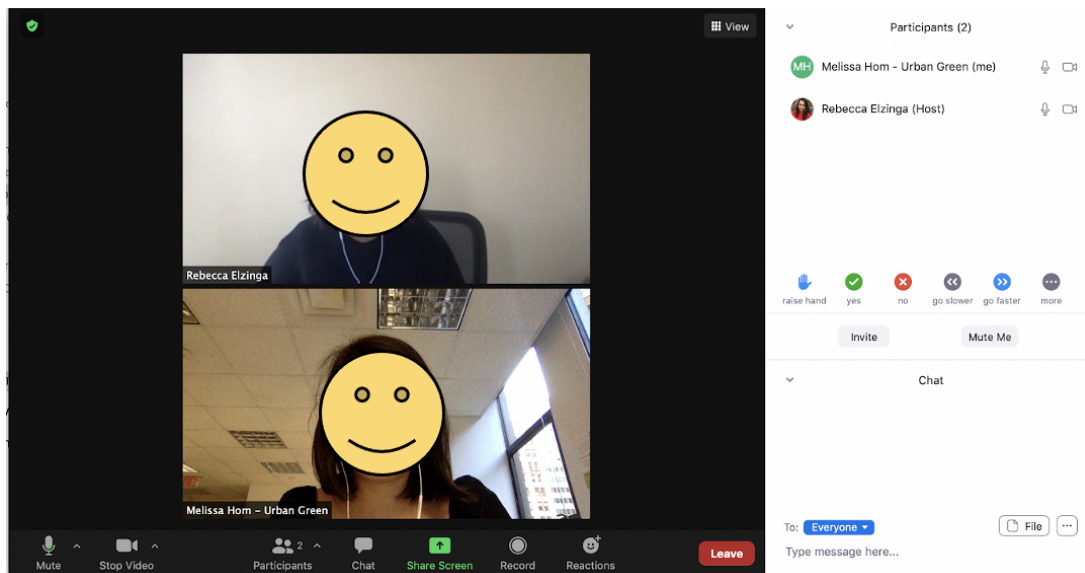 View
Rebecca Elzinga
Melissa Hom – Urban Green
Mute
Stop Video
2
Participants
Chat
Share Screen
Record
Reactions
Leave
Participants (2)
MH Melissa Hom - Urban Green (me)
Rebecca Elzinga (Host)
raise hand yes no go slower go faster more
Invite Mute Me
Chat
To: Everyone File
Type message here...